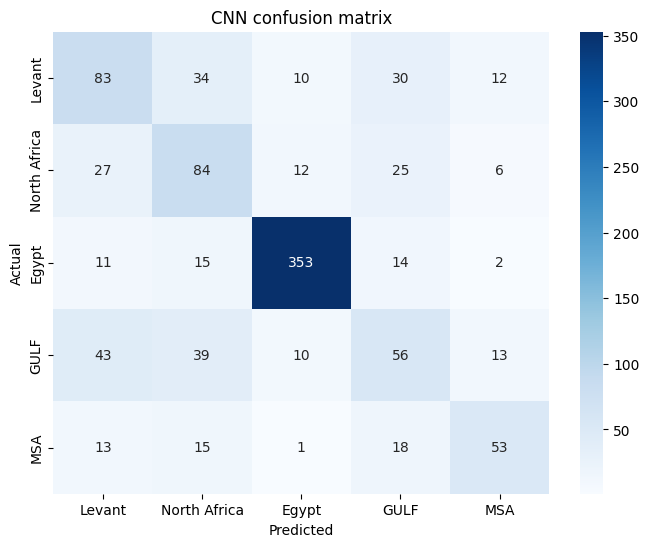 CNN confusion matrix
Actual
Levant 83 34 10 30 12
North Africa 27 84 12 25 6
Egypt 11 15 353 14 2
GULF 43 39 10 56 13
MSA 13 15 1 18 53
Levant North Africa Egypt GULF MSA
Predicted
350
300
250
200
150
100
50